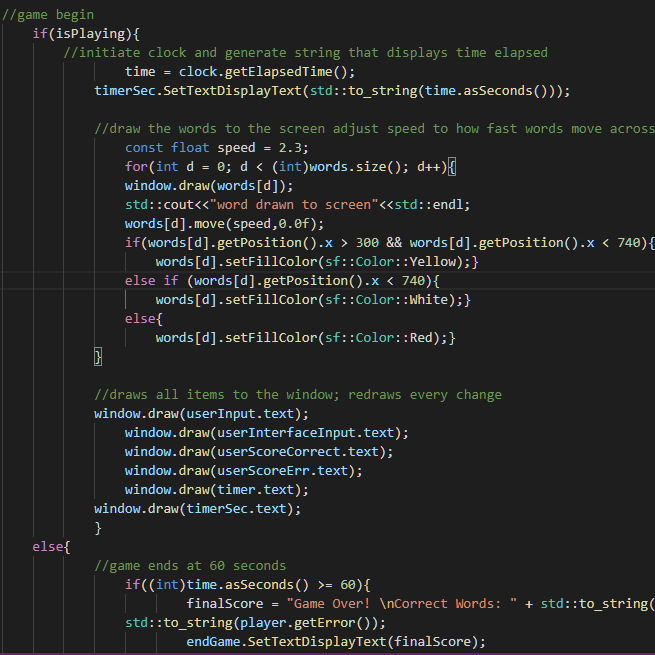 //game begin
if(isPlaying){
//initiate clock and generate string that displays time elapsed
time = clock.getElapsedTime();
timerSec.SetTextDisplayText(std::to_string(time.asSeconds()));
//draw the words to the screen adjust speed to how fast words move across
const float speed = 2.3;
for(int d = 0; d < (int)words.size(); d++){
window.draw(words[d]);
std::cout<<"word drawn to screen"<<std::endl;
words[d].move(speed,0.0f);
if(words[d].getPosition().x > 300 && words[d].getPosition().x < 740){
words[d].setFillColor(sf::Color::Yellow);}
else if (words[d].getPosition().x < 740){
words[d].setFillColor(sf::Color::White);}
else{
words[d].setFillColor(sf::Color::Red);}
}
//draws all items to the window; redraws every change
window.draw(userInput.text);
window.draw(userInterfaceInput.text);
window.draw(userScoreCorrect.text);
window.draw(userScoreErr.text);
window.draw(timer.text);
window.draw(timerSec.text);
}
else{
//game ends at 60 seconds
if((int)time.asSeconds() >= 60){
finalScore = "Game Over! \nCorrect Words: " + std::to_string(
std::to_string(player.getError());
endGame.SetTextDisplayText(finalScore);